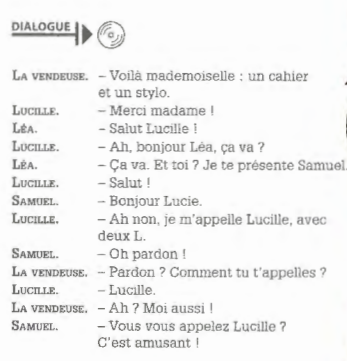 DIALOGUE
LA VENDEUSE. – Voilà mademoiselle : un cahier
et un stylo.
LUCILLE. – Merci madame !
LÉA. – Salut Lucille !
LUCILLE. – Ah, bonjour Léa, ça va ?
LÉA. – Ça va. Et toi ? Je te présente Samuel.
LUCILLE. – Salut !
SAMUEL. – Bonjour Lucie.
LUCILLE. – Ah non, je m'appelle Lucille, avec
deux L.
SAMUEL. – Oh pardon !
LA VENDEUSE. – Pardon ? Comment tu t'appelles ?
LUCILLE. – Lucille.
LA VENDEUSE. – Ah ? Moi aussi !
SAMUEL. – Vous vous appelez Lucille ?
C'est amusant !